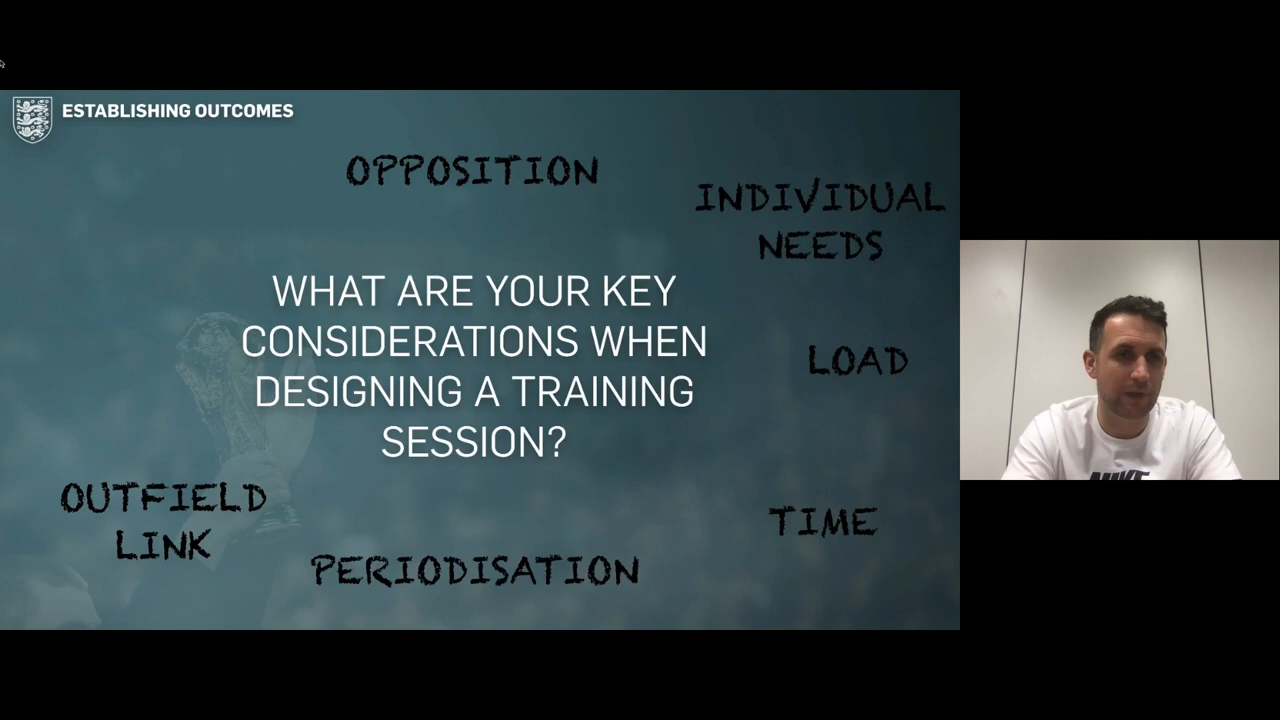 ESTABLISHING OUTCOMES
OPPOSITION
INDIVIDUAL
NEEDS
WHAT ARE YOUR KEY
CONSIDERATIONS WHEN
DESIGNING A TRAINING
SESSION?
LOAD
OUTFIELD
LINK
TIME
PERIODISATION
NIKE